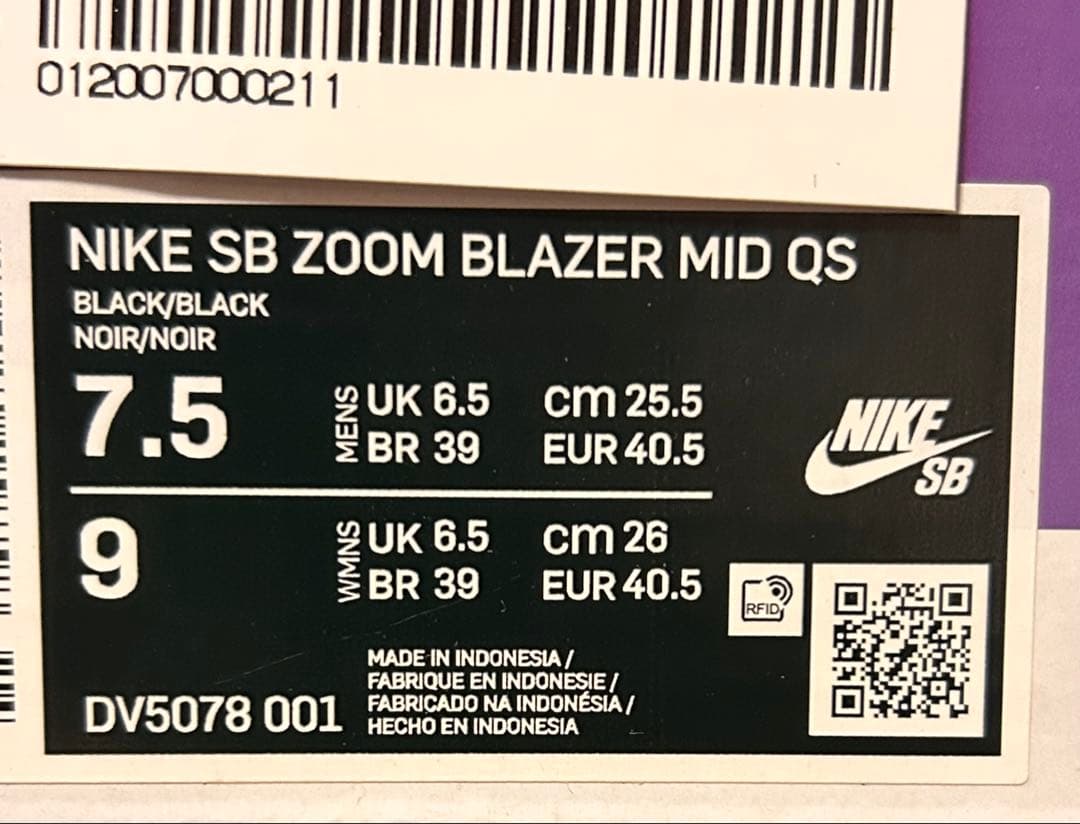 012007000211
NIKE SB ZOOM BLAZER MID QS
BLACK/BLACK
NOIR/NOIR
7.5
MENS
UK 6.5 cm 25.5
BR 39 EUR 40.5
NIKE
SB
9
WMNS
UK 6.5 cm 26
BR 39 EUR 40.5
RFID
MADE IN INDONESIA /
FABRIQUE EN INDONESIE /
FABRICADO NA INDONÉSIA /
HECHO EN INDONESIA
DV5078 001